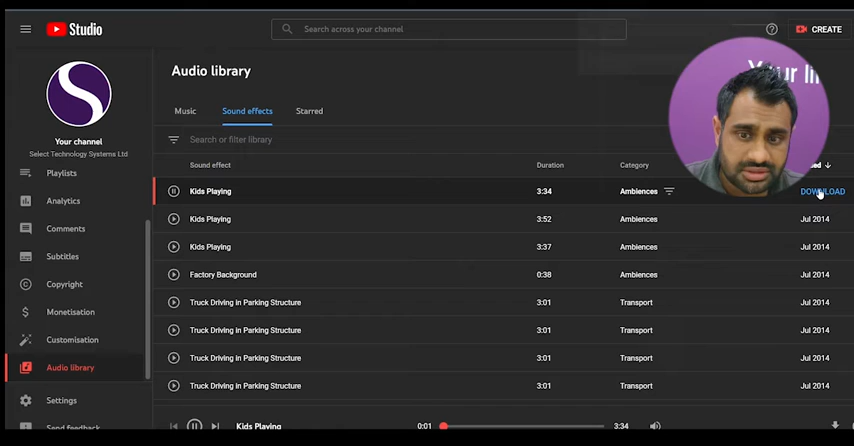 Studio
Search across your channel
CREATE
Audio library
Your li
Music Sound effects Starred
Your channel
Select Technology Systems Ltd
Search or filter library
Sound effect Duration Category
Playlists
Analytics
Comments
Subtitles
Copyright
Monetisation
Customisation
Audio library
Settings
Send feedback
Kids Playing 3:34 Ambiences DOWNLOAD
Kids Playing 3:52 Ambiences Jul 2014
Kids Playing 3:37 Ambiences Jul 2014
Factory Background 0:38 Ambiences Jul 2014
Truck Driving in Parking Structure 3:01 Transport Jul 2014
Truck Driving in Parking Structure 3:01 Transport Jul 2014
Truck Driving in Parking Structure 3:01 Transport Jul 2014
Truck Driving in Parking Structure 3:01 Transport Jul 2014
Kids Playing 0:01 3:34